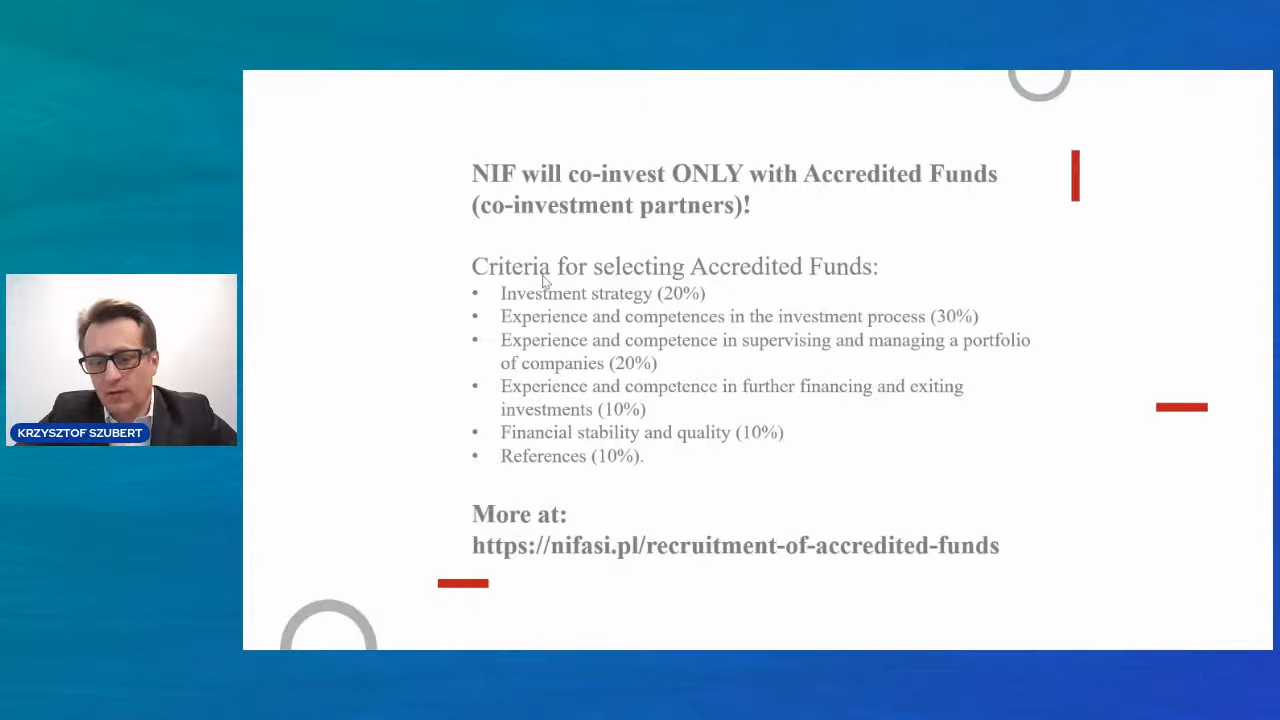 NIF will co-invest ONLY with Accredited Funds
(co-investment partners)!
Criteria for selecting Accredited Funds:
• Investment strategy (20%)
• Experience and competences in the investment process (30%)
• Experience and competence in supervising and managing a portfolio
of companies (20%)
• Experience and competence in further financing and exiting
investments (10%)
• Financial stability and quality (10%)
• References (10%).
More at:
https://nifasi.pl/recruitment-of-accredited-funds
KRZYSZTOF SZUBERT